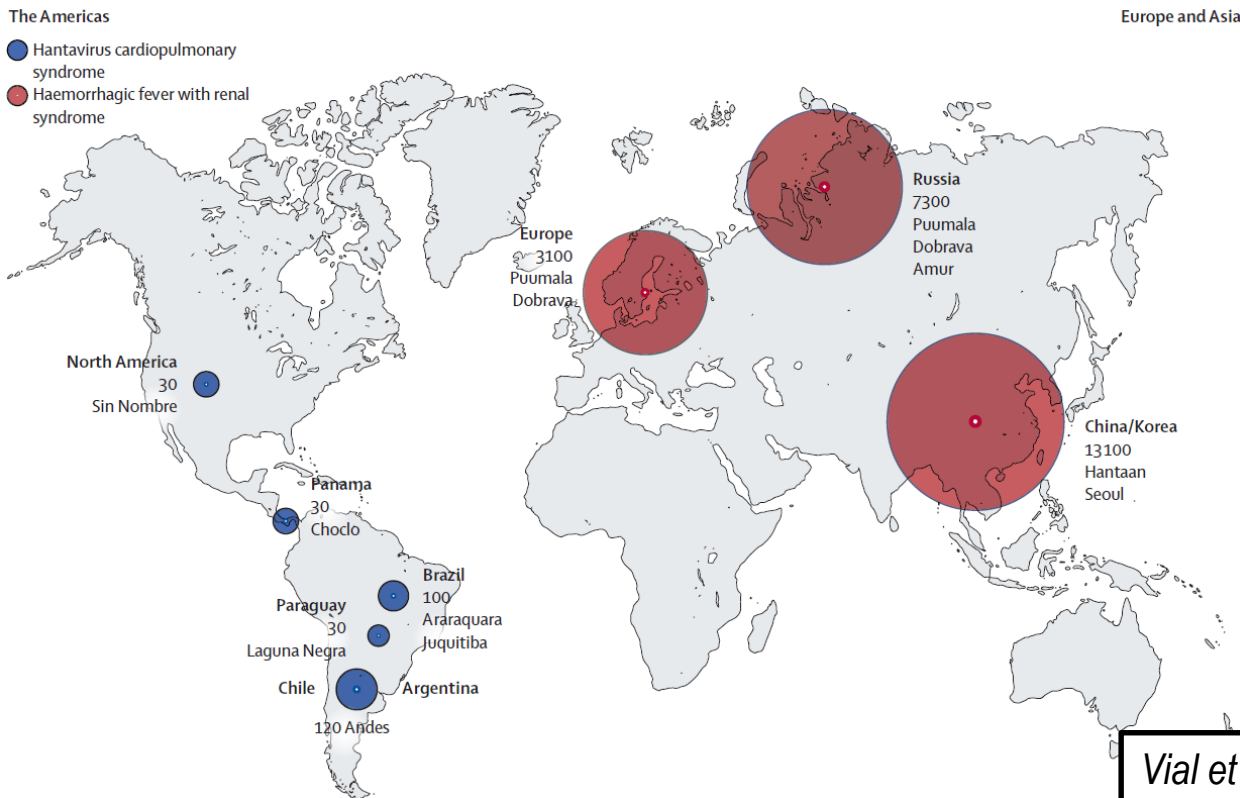 The Americas
Europe and Asia
Hantavirus cardiopulmonary
syndrome
Haemorrhagic fever with renal
syndrome
Russia
7300
Puumala
Dobrava
Amur
Europe
3100
Puumala
Dobrava
North America
30
Sin Nombre
China/Korea
13100
Hantaan
Seoul
Panama
30
Choclo
Brazil
100
Araraquara
Juquitiba
Paraguay
30
Laguna Negra
Chile
Argentina
120 Andes
Vial et